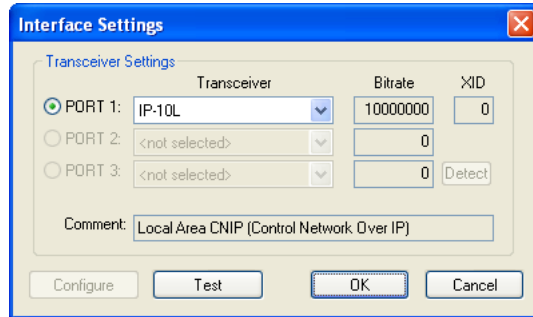 Interface Settings
Transceiver Settings
Transceiver Bitrate XID
PORT 1: IP-10L 10000000 0
PORT 2: <not selected> 0
PORT 3: <not selected> 0 Detect
Comment: Local Area CNIP (Control Network Over IP)
Configure Test OK Cancel